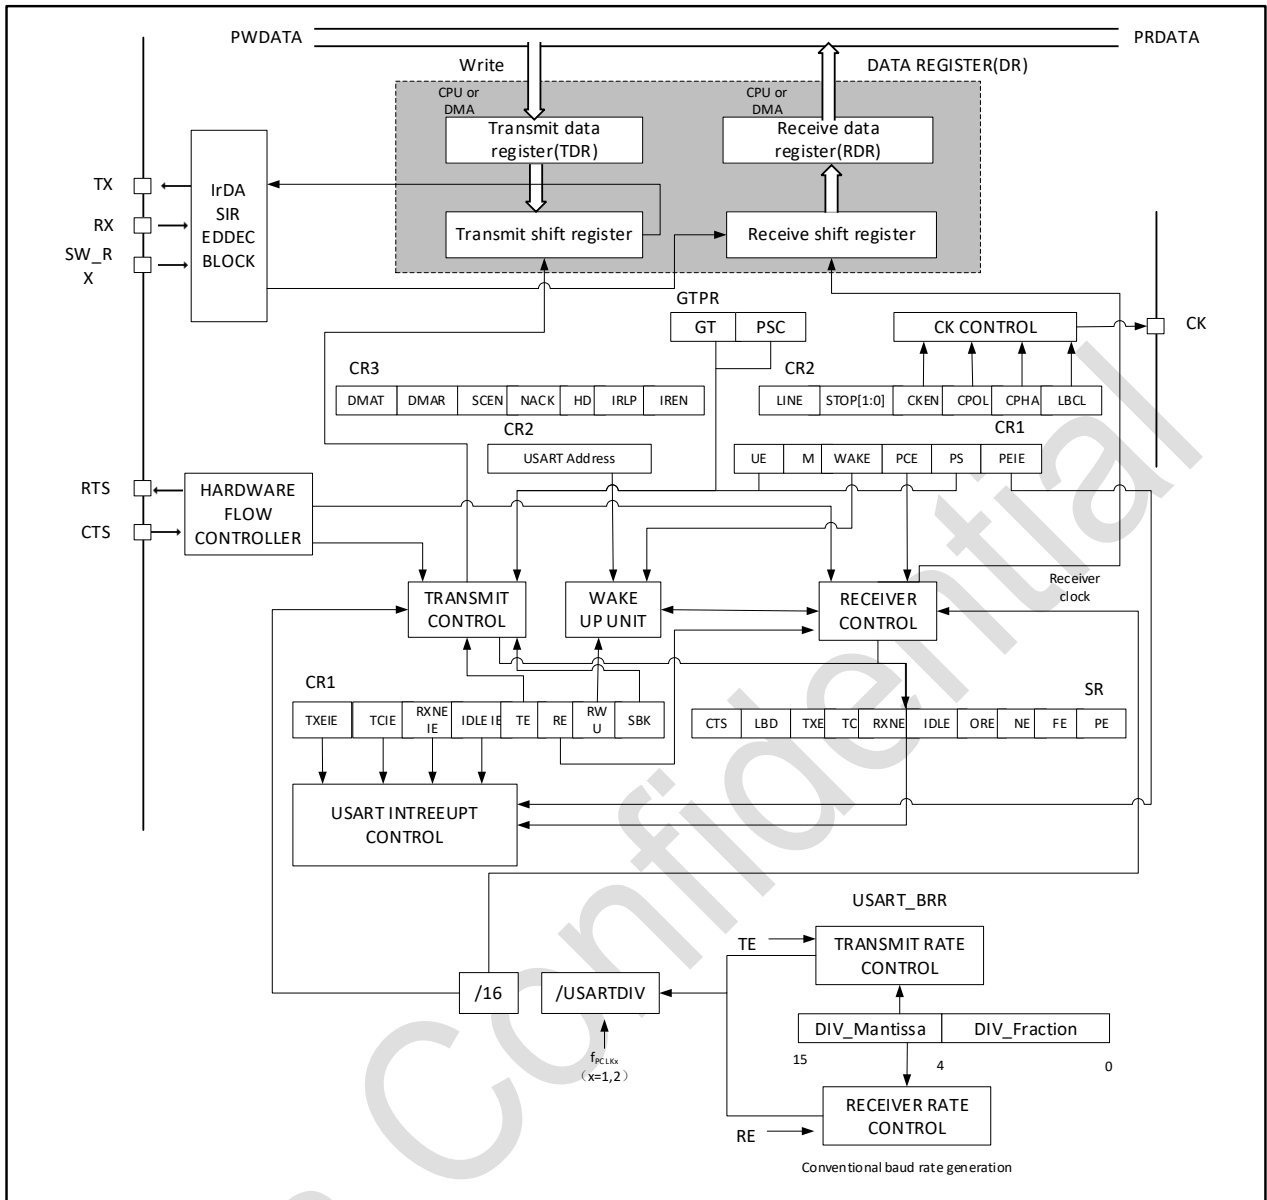 PWDATA
PRDATA
Write
DATA REGISTER(DR)
CPU or
DMA
CPU or
DMA
Transmit data
register(TDR)
Receive data
register(RDR)
TX
RX
SW_R
X
IrDA
SIR
EDDEC
BLOCK
Transmit shift register
Receive shift register
GTPR
GT
PSC
CK CONTROL
CK
CR3
DMAT
DMAR
SCEN
NACK
HD
IRLP
IREN
CR2
LINE
STOP[1:0]
CKEN
CPOL
CPHA
LBCL
CR2
USART Address
CR1
UE
M
WAKE
PCE
PS
PEIE
RTS
CTS
HARDWARE
FLOW
CONTROLLER
TRANSMIT
CONTROL
WAKE
UP UNIT
RECEIVER
CONTROL
Receiver
clock
CR1
TXEIE
TCIE
RXNE
IE
IDLE IE
TE
RE
RW
U
SBK
SR
CTS
LBD
TXE
TC
RXNE
IDLE
ORE
NE
FE
PE
USART INTREEUPT
CONTROL
USART_BRR
TE
TRANSMIT RATE
CONTROL
/16
/USARTDIV
DIV_Mantissa
DIV_Fraction
15
4
0
fPCLKx
（x=1,2）
RECEIVER RATE
CONTROL
RE
Conventional baud rate generation
Confidential